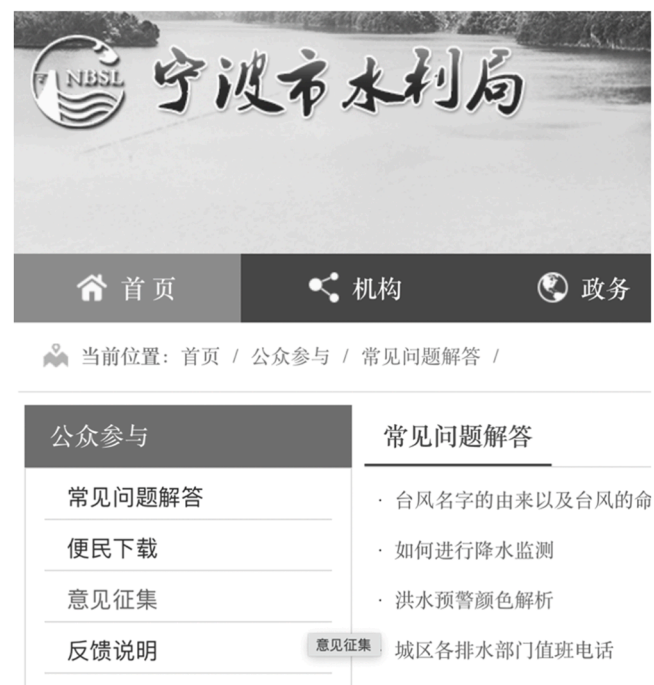 NBSL 宁波市水利局
首页 机构 政务
当前位置：首页 / 公众参与 / 常见问题解答 /
公众参与
常见问题解答
便民下载
意见征集
反馈说明
意见征集
常见问题解答
· 台风名字的由来以及台风的命
· 如何进行降水监测
· 洪水预警颜色解析
· 城区各排水部门值班电话